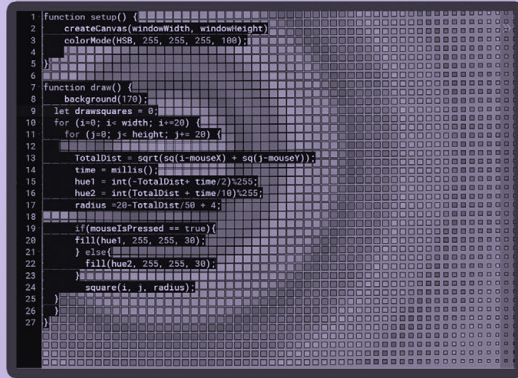 1 function setup() {
2 createCanvas(windowWidth, windowHeight)
3 colorMode(HSB, 255, 255, 255, 100);
4
5 }
6
7 function draw() {
8 background(170);
9 let drawsquares = 0;
10 for (i=0; i< width; i+=20) {
11 for (j=0; j< height; j+= 20) {
12
13 TotalDist = sqrt(sq(i-mouseX) + sq(j-mouseY));
14 time = millis();
15 hue1 = int(-TotalDist+ time/2)%255;
16 hue2 = int(TotalDist + time/10)%255;
17 radius =20-TotalDist/50 + 4;
18
19 if(mouseIsPressed == true){
20 fill(hue1, 255, 255, 30);
21 } else{
22 fill(hue2, 255, 255, 30);
23 }
24 square(i, j, radius);
25 }
26 }
27 }